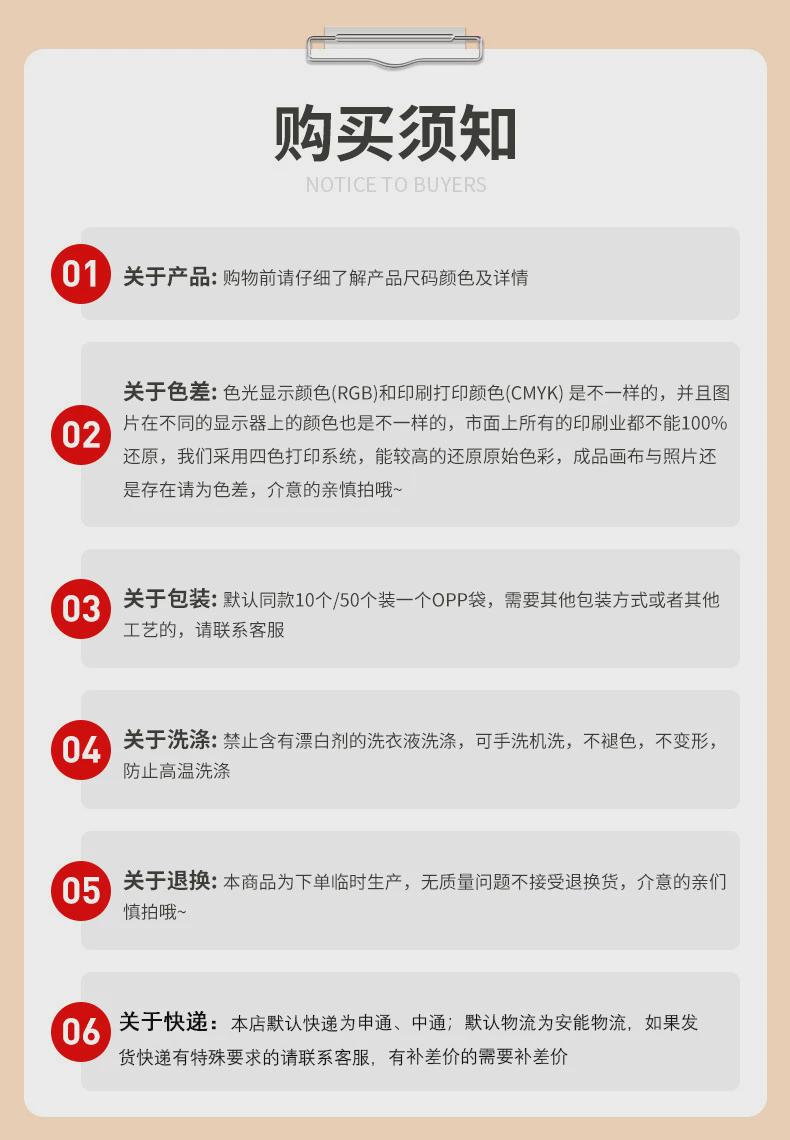 购买须知
NOTICE TO BUYERS
01
关于产品: 购物前请仔细了解产品尺码颜色及详情
02
关于色差: 色光显示颜色(RGB)和印刷打印颜色(CMYK) 是不一样的，并且图
片在不同的显示器上的颜色也是不一样的，市面上所有的印刷业都不能100%
还原，我们采用四色打印系统，能较高的还原原始色彩，成品画布与照片还
是存在请为色差，介意的亲慎拍哦~
03
关于包装: 默认同款10个/50个装一个OPP袋，需要其他包装方式或者其他
工艺的，请联系客服
04
关于洗涤: 禁止含有漂白剂的洗衣液洗涤，可手洗机洗，不褪色，不变形，
防止高温洗涤
05
关于退换: 本商品为下单临时生产，无质量问题不接受退换货，介意的亲们
慎拍哦~
06
关于快递：本店默认快递为申通、中通；默认物流为安能物流，如果发
货快递有特殊要求的请联系客服，有补差价的需要补差价